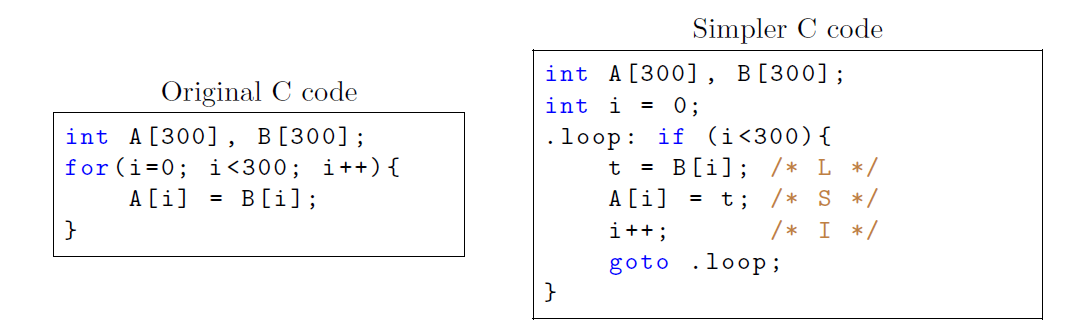 Original C code
int A[300], B[300];
for(i=0; i<300; i++){
A[i] = B[i];
}
Simpler C code
int A[300], B[300];
int i = 0;
.loop: if (i<300){
t = B[i]; /* L */
A[i] = t; /* S */
i++; /* I */
goto .loop;
}